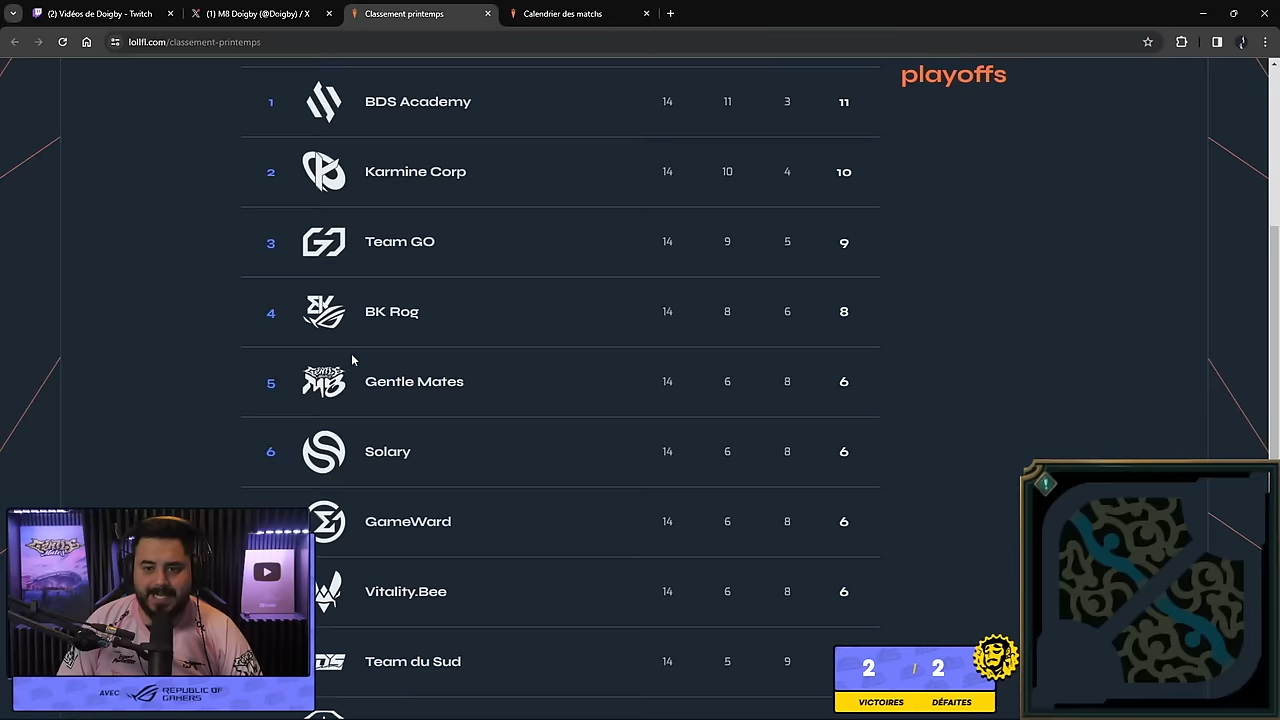 (2) Vidéos de Doigby - Twitch
(1) M8 Doigby (@Doigby) / X
Classement printemps
Calendrier des matchs
lollfl.com/classement-printemps
playoffs
1 BDS Academy 14 11 3 11
2 Karmine Corp 14 10 4 10
3 Team GO 14 9 5 9
4 BK Rog 14 8 6 8
5 Gentle Mates 14 6 8 6
6 Solary 14 6 8 6
GameWard 14 6 8 6
Vitality.Bee 14 6 8 6
Team du Sud 14 5 9
AVEC REPUBLIC OF
GAMERS
2 / 2
VICTOIRES DÉFAITES